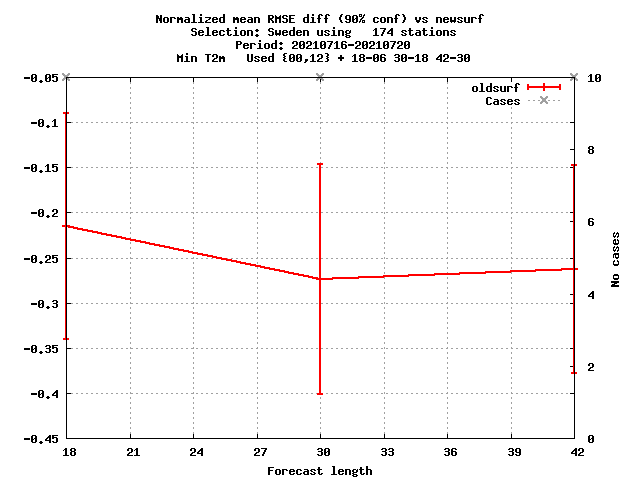 Normalized mean RMSE diff (90% conf) vs newsurf
Selection: Sweden using   174 stations
Period: 20210716-20210720
Min T2m   Used {00,12} + 18-06 30-18 42-30
oldsurf
Cases
-0.05
-0.1
-0.15
-0.2
-0.25
-0.3
-0.35
-0.4
-0.45
10
8
6
4
2
0
No cases
18 21 24 27 30 33 36 39 42
Forecast length